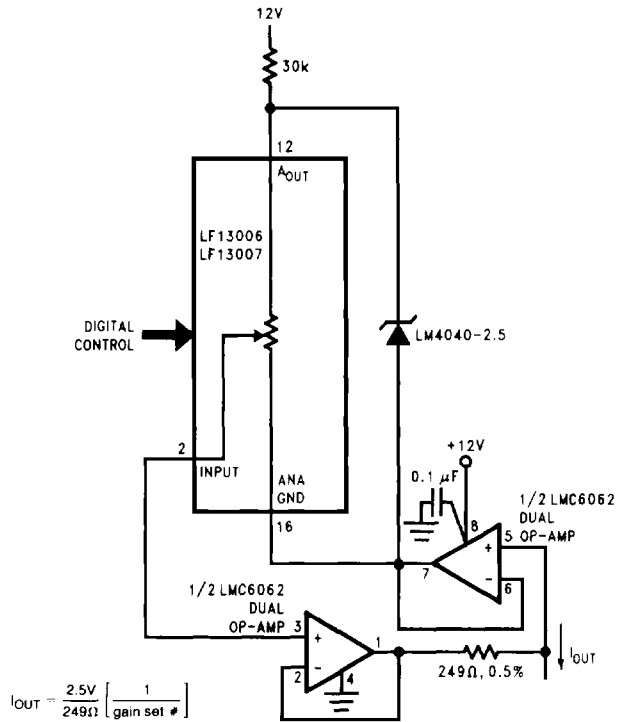 12V
30k
12
AOUT
LF13006
LF13007
DIGITAL
CONTROL
LM4040-2.5
2
INPUT
ANA
GND
16
+12V
0.1 µF
8
1/2 LMC6062
DUAL
OP-AMP
5
+
7
-
6
1/2 LMC6062
DUAL
OP-AMP
3
+
1
-
2
4
249Ω, 0.5%
IOUT
IOUT = 2.5V / 249Ω [ 1 / gain set # ]